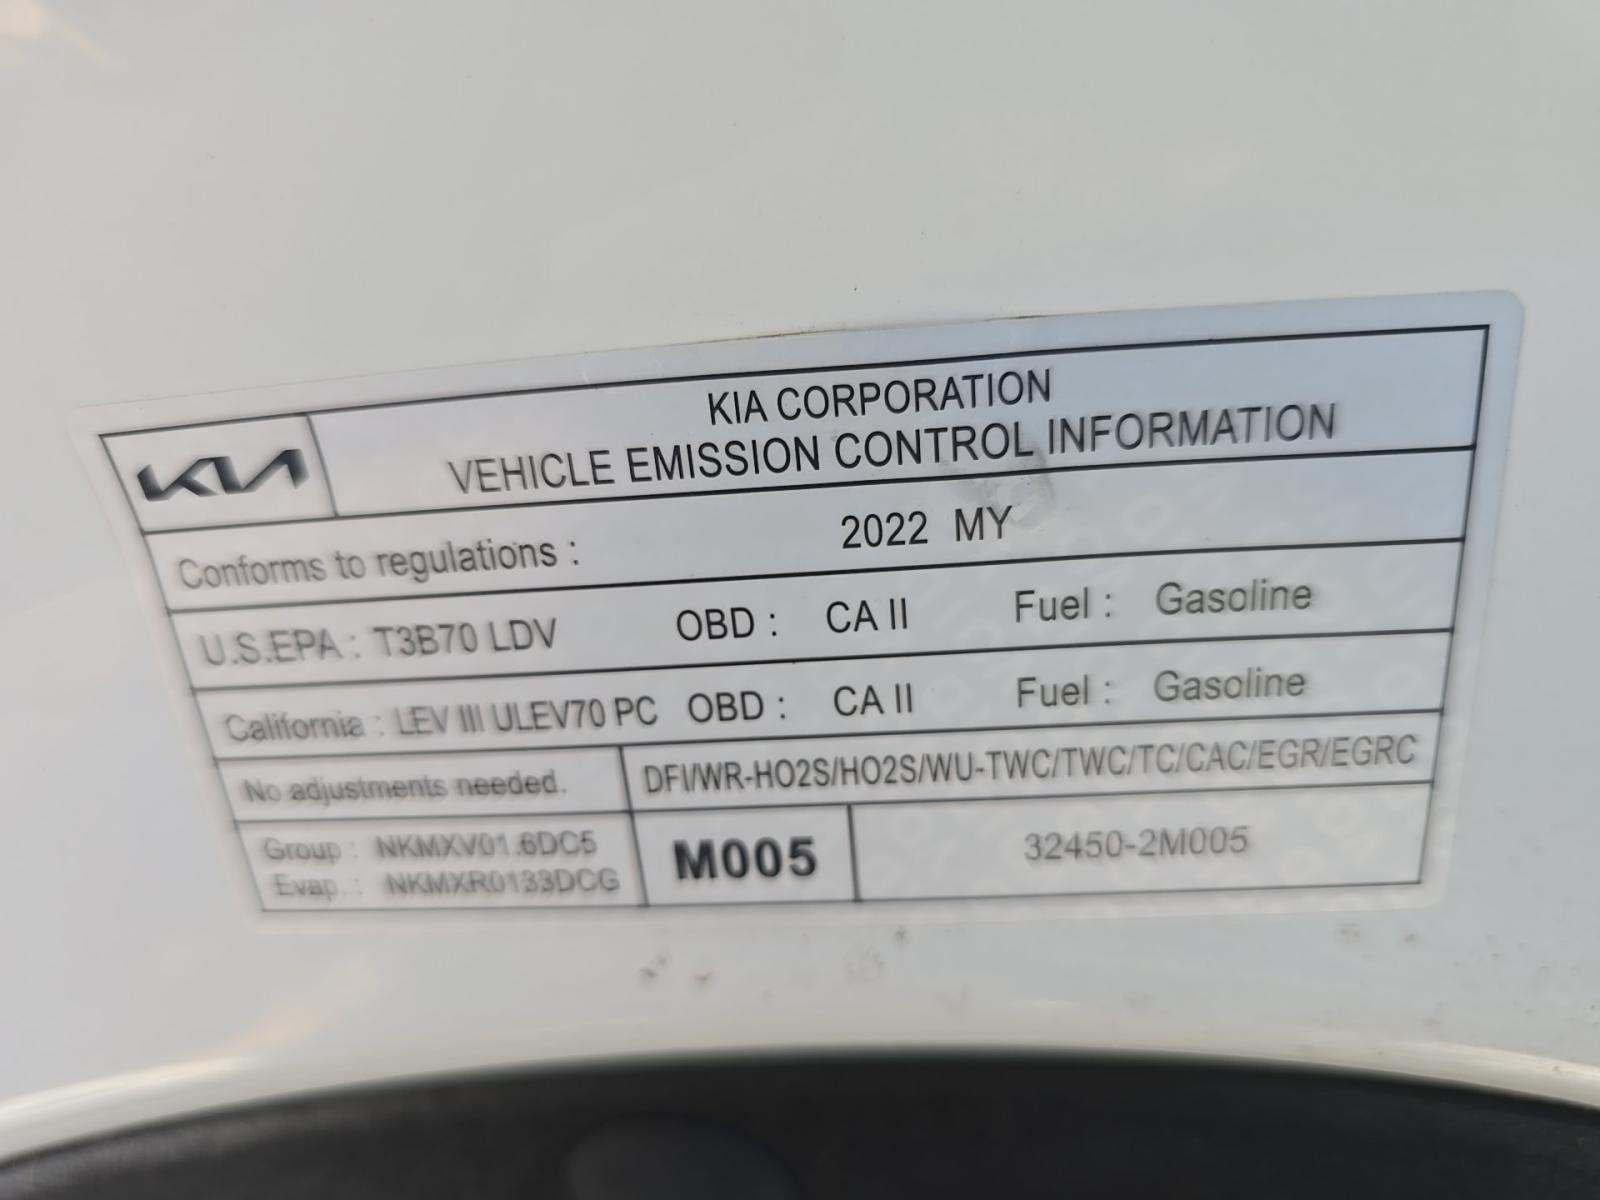 KIA
KIA CORPORATION
VEHICLE EMISSION CONTROL INFORMATION
Conforms to regulations : 2022 MY
U.S.EPA : T3B70 LDV OBD : CA II Fuel : Gasoline
California : LEV III ULEV70 PC OBD : CA II Fuel : Gasoline
No adjustments needed. DFI/WR-HO2S/HO2S/WU-TWC/TWC/TC/CAC/EGR/EGRC
Group : NKMXV01.6DC5
Evap. : NKMXR0133DCG
M005
32450-2M005